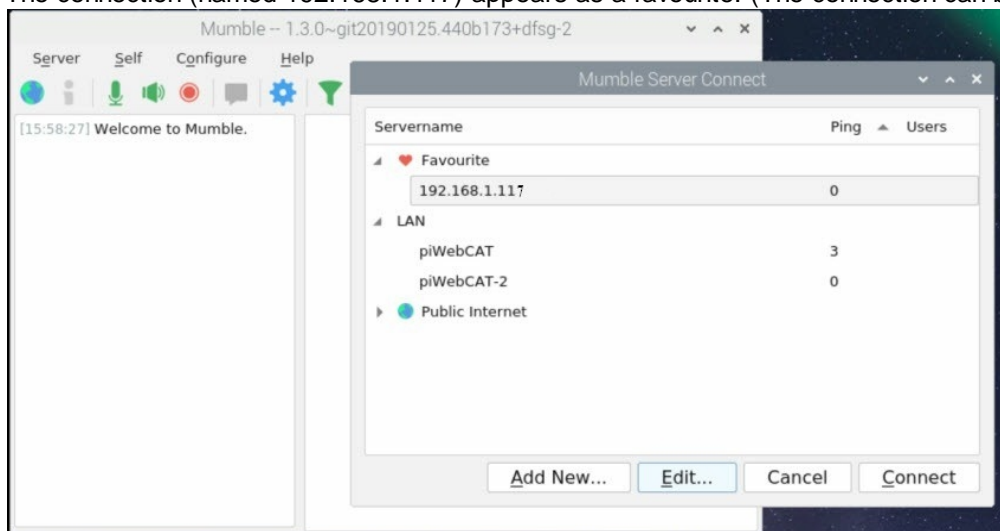 Mumble -- 1.3.0~git20190125.440b173+dfsg-2
Server Self Configure Help
Mumble Server Connect
[15:58:27] Welcome to Mumble.
Servername Ping Users
Favourite
192.168.1.117 0
LAN
piWebCAT 3
piWebCAT-2 0
Public Internet
Add New... Edit... Cancel Connect